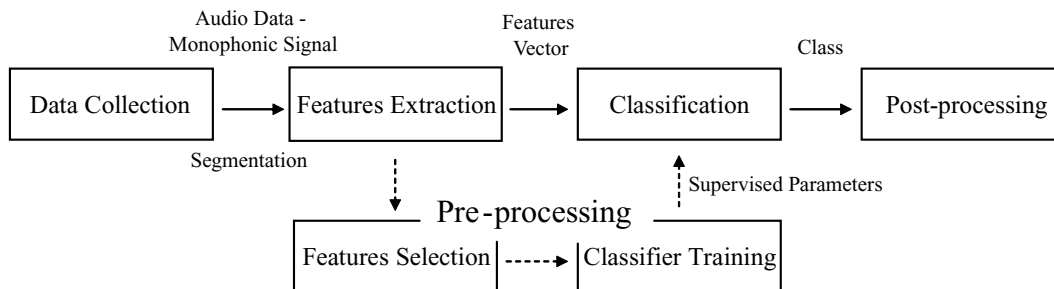 Audio Data -
Monophonic Signal
Features
Vector
Class
Data Collection
Features Extraction
Classification
Post-processing
Segmentation
Supervised Parameters
Pre-processing
Features Selection
Classifier Training